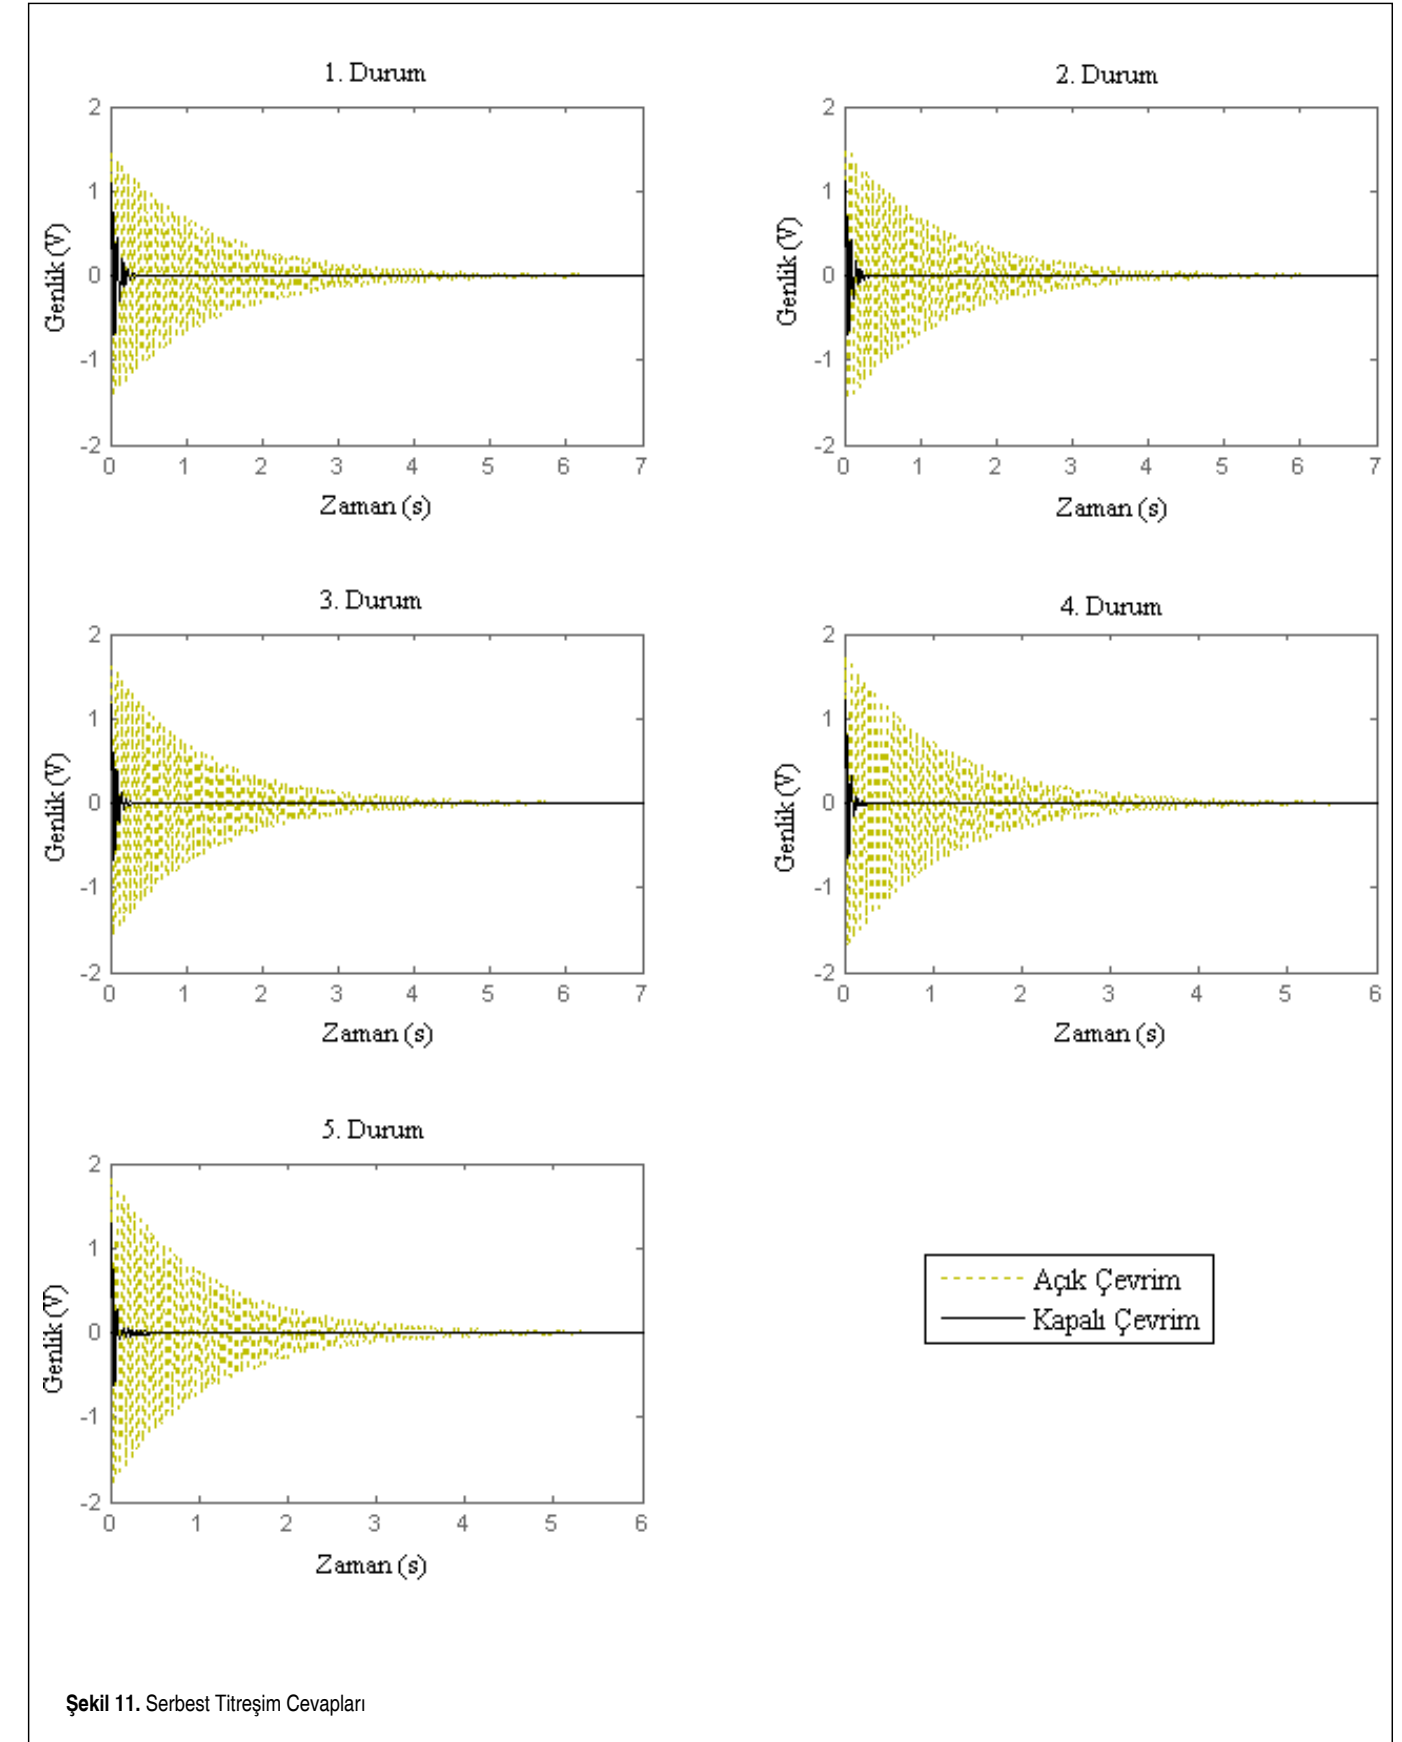 1. Durum
2
1
0
-1
-2
Genlik (V)
0 1 2 3 4 5 6 7
Zaman (s)
2. Durum
2
1
0
-1
-2
Genlik (V)
0 1 2 3 4 5 6 7
Zaman (s)
3. Durum
2
1
0
-1
-2
Genlik (V)
0 1 2 3 4 5 6 7
Zaman (s)
4. Durum
2
1
0
-1
-2
Genlik (V)
0 1 2 3 4 5 6
Zaman (s)
5. Durum
2
1
0
-1
-2
Genlik (V)
0 1 2 3 4 5 6
Zaman (s)
Açık Çevrim
Kapalı Çevrim
Şekil 11. Serbest Titreşim Cevapları